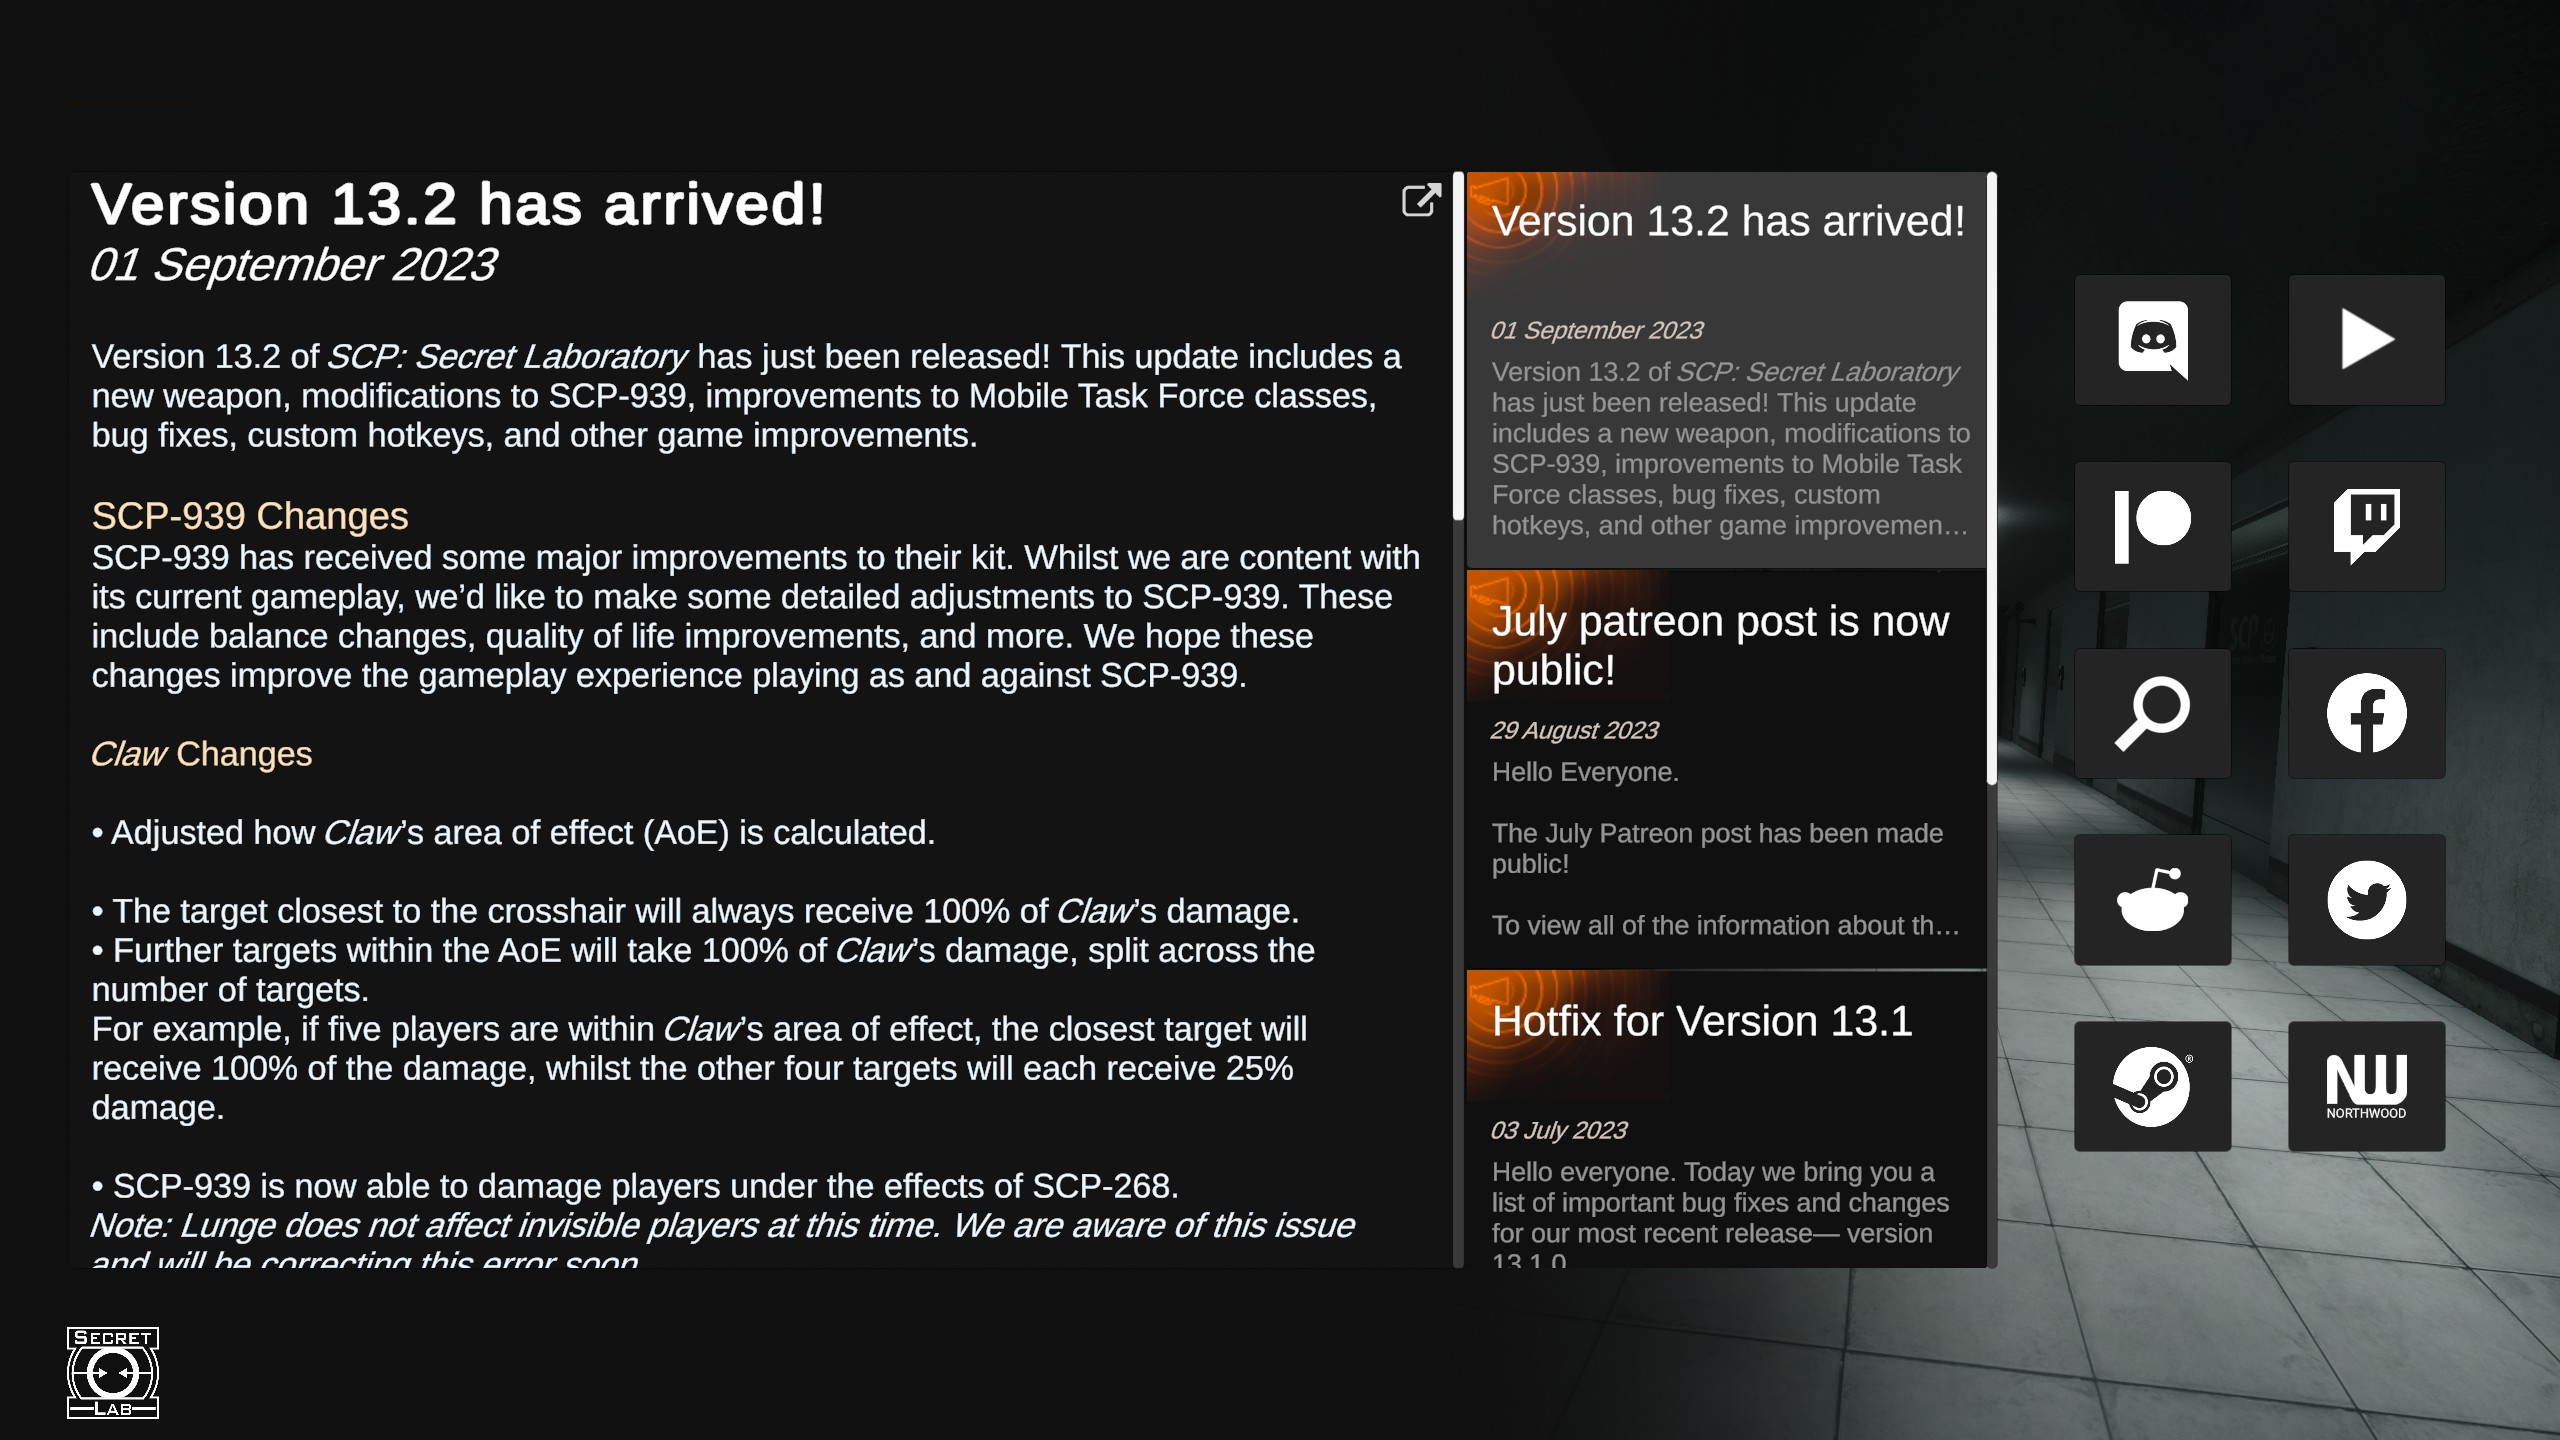 Version 13.2 has arrived!
01 September 2023
Version 13.2 of SCP: Secret Laboratory has just been released! This update includes a
new weapon, modifications to SCP-939, improvements to Mobile Task Force classes,
bug fixes, custom hotkeys, and other game improvements.
SCP-939 Changes
SCP-939 has received some major improvements to their kit. Whilst we are content with
its current gameplay, we’d like to make some detailed adjustments to SCP-939. These
include balance changes, quality of life improvements, and more. We hope these
changes improve the gameplay experience playing as and against SCP-939.
Claw Changes
• Adjusted how Claw’s area of effect (AoE) is calculated.
• The target closest to the crosshair will always receive 100% of Claw’s damage.
• Further targets within the AoE will take 100% of Claw’s damage, split across the
number of targets.
For example, if five players are within Claw’s area of effect, the closest target will
receive 100% of the damage, whilst the other four targets will each receive 25%
damage.
• SCP-939 is now able to damage players under the effects of SCP-268.
Note: Lunge does not affect invisible players at this time. We are aware of this issue
and will be correcting this error soon
Version 13.2 has arrived!
01 September 2023
Version 13.2 of SCP: Secret Laboratory
has just been released! This update
includes a new weapon, modifications to
SCP-939, improvements to Mobile Task
Force classes, bug fixes, custom
hotkeys, and other game improvemen…
July patreon post is now
public!
29 August 2023
Hello Everyone.
The July Patreon post has been made
public!
To view all of the information about th…
Hotfix for Version 13.1
03 July 2023
Hello everyone. Today we bring you a
list of important bug fixes and changes
for our most recent release— version
13.1.0
NW
NORTHWOOD
SECRET
LAB